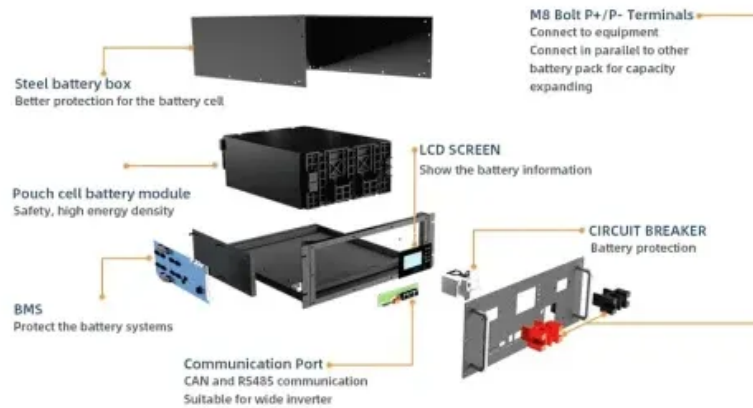 M8 Bolt P+/P- Terminals
Connect to equipment
Connect in parallel to other
battery pack for capacity
expanding
Steel battery box
Better protection for the battery cell
LCD SCREEN
Show the battery information
Pouch cell battery module
Safety, high energy density
CIRCUIT BREAKER
Battery protection
BMS
Protect the battery systems
Communication Port
CAN and RS485 communication
Suitable for wide inverter